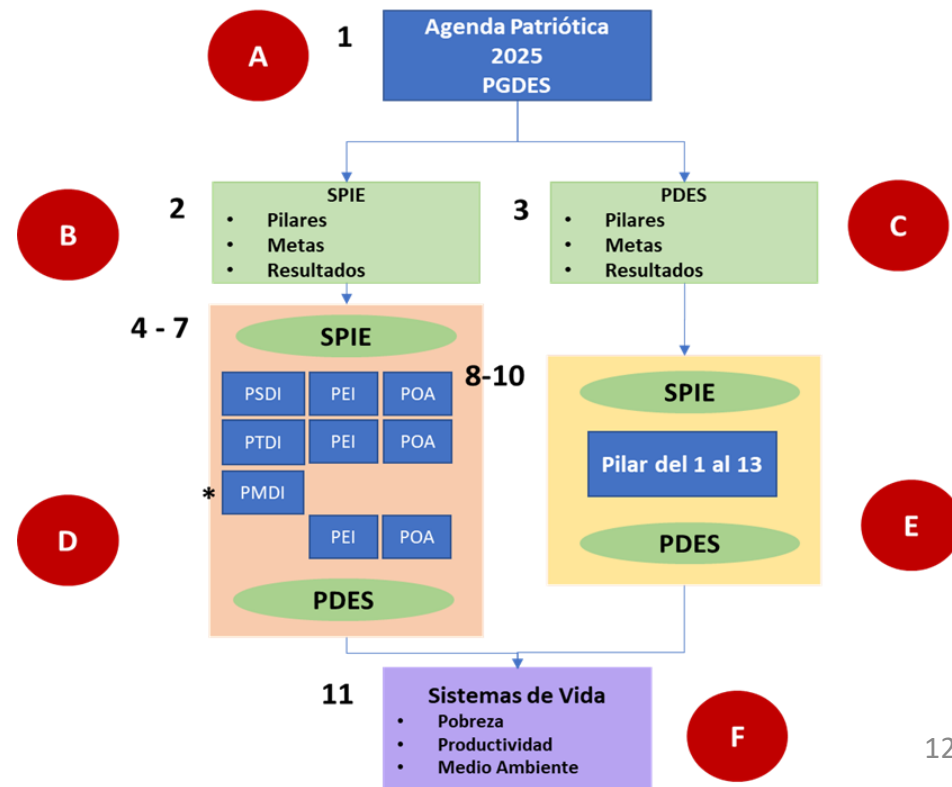 A
1
Agenda Patriótica
2025
PGDES
B
2
SPIE
• Pilares
• Metas
• Resultados
3
PDES
• Pilares
• Metas
• Resultados
C
4 - 7
SPIE
PSDI PEI POA
PTDI PEI POA
* PMDI
PEI POA
PDES
D
8-10
SPIE
Pilar del 1 al 13
PDES
E
11
Sistemas de Vida
• Pobreza
• Productividad
• Medio Ambiente
F
12